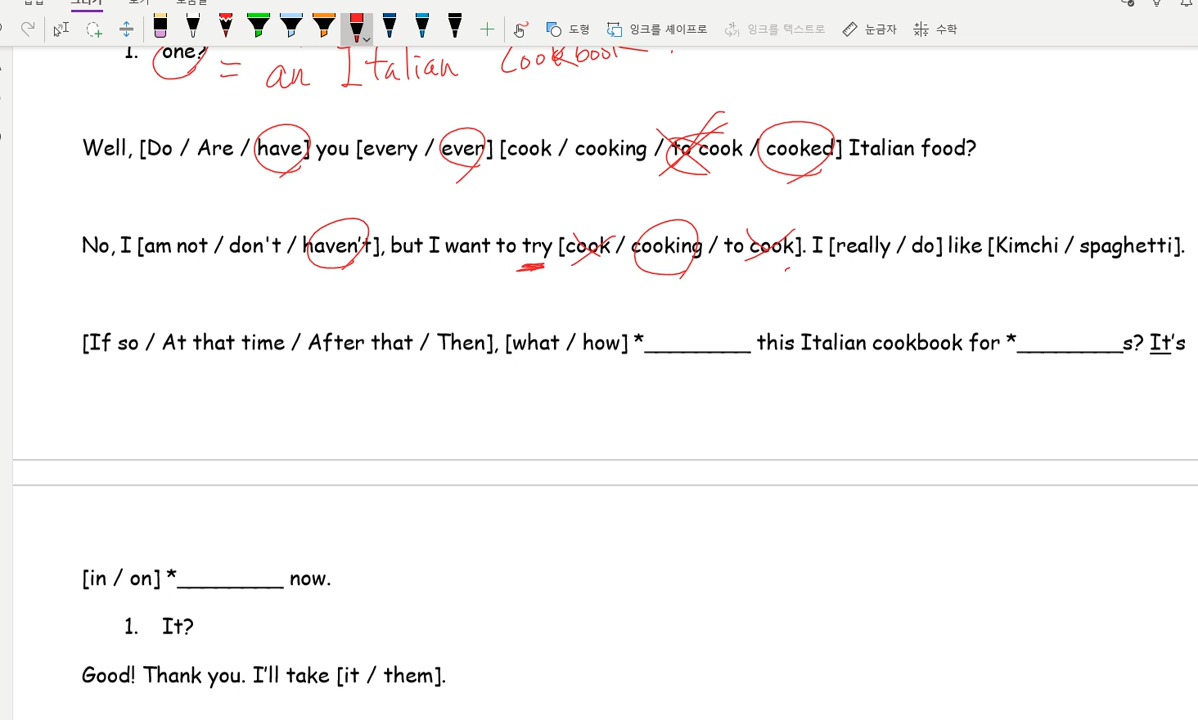 도형 잉크를 셰이프로 잉크를 텍스트로 눈금자 수학
1. one?
= an Italian cookbook.
Well, [Do / Are / have] you [every / ever] [cook / cooking / to cook / cooked] Italian food?
No, I [am not / don't / haven't], but I want to try [cook / cooking / to cook]. I [really / do] like [Kimchi / spaghetti].
[If so / At that time / After that / Then], [what / how] *_________ this Italian cookbook for *_________s? It's
[in / on] *_________ now.
1. It?
Good! Thank you. I'll take [it / them].